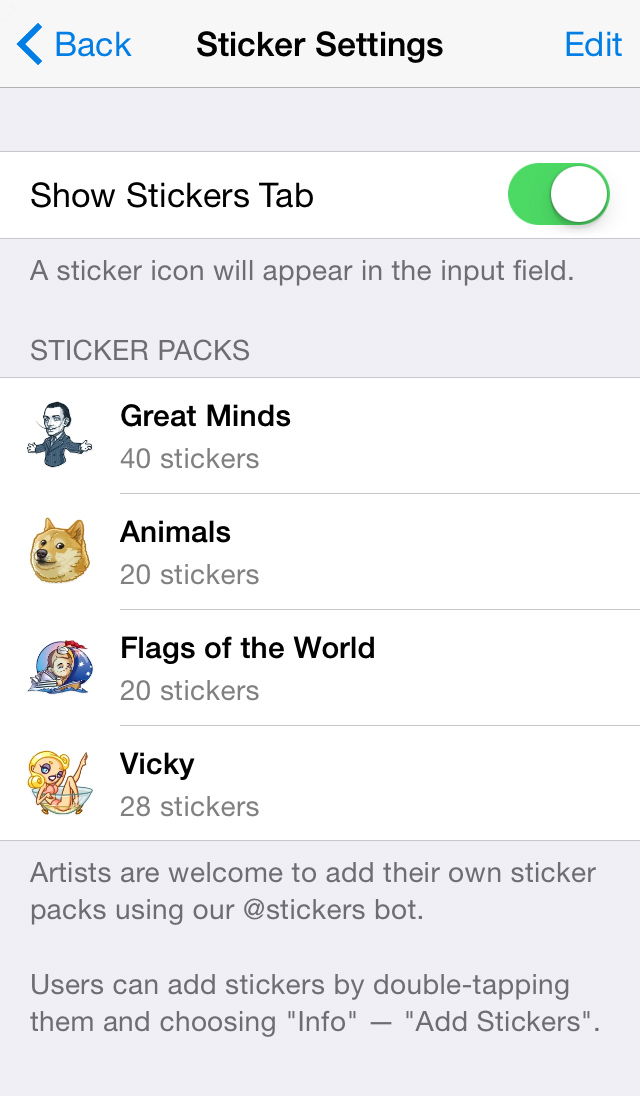 Back
Sticker Settings
Edit
Show Stickers Tab
A sticker icon will appear in the input field.
STICKER PACKS
Great Minds
40 stickers
Animals
20 stickers
Flags of the World
20 stickers
Vicky
28 stickers
Artists are welcome to add their own sticker
packs using our @stickers bot.
Users can add stickers by double-tapping
them and choosing "Info" — "Add Stickers".